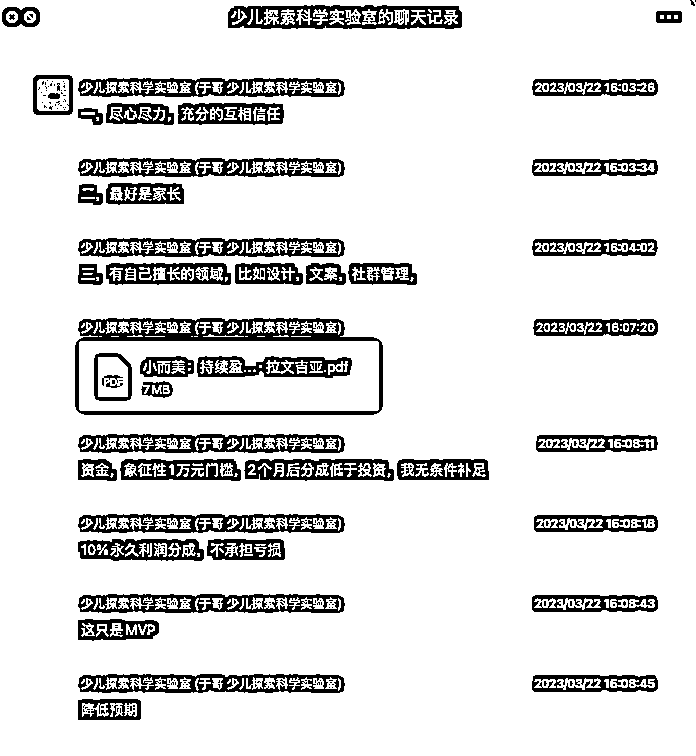 少儿探索科学实验室的聊天记录
少儿探索科学实验室 (于哥 少儿探索科学实验室)
2023/03/22 16:03:26
一，尽心尽力，充分的互相信任
少儿探索科学实验室 (于哥 少儿探索科学实验室)
2023/03/22 16:03:34
二，最好是家长
少儿探索科学实验室 (于哥 少儿探索科学实验室)
2023/03/22 16:04:02
三，有自己擅长的领域，比如设计，文案，社群管理，
少儿探索科学实验室 (于哥 少儿探索科学实验室)
2023/03/22 16:07:20
小而美：持续盈...·拉文吉亚.pdf
PDF
7MB
少儿探索科学实验室 (于哥 少儿探索科学实验室)
2023/03/22 16:08:11
资金，象征性1万元门槛，2个月后分成低于投资，我无条件补足
少儿探索科学实验室 (于哥 少儿探索科学实验室)
2023/03/22 16:08:18
10%永久利润分成，不承担亏损
少儿探索科学实验室 (于哥 少儿探索科学实验室)
2023/03/22 16:08:43
这只是MVP
少儿探索科学实验室 (于哥 少儿探索科学实验室)
2023/03/22 16:08:45
降低预期